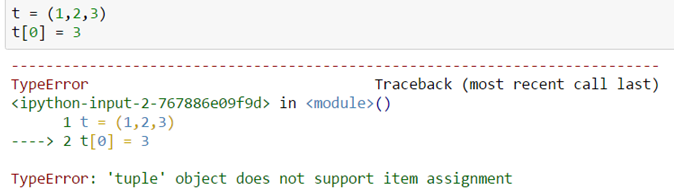 t = (1,2,3)
t[0] = 3
---------------------------------------------------------------------------
TypeError                                 Traceback (most recent call last)
<ipython-input-2-767886e09f9d> in <module>()
      1 t = (1,2,3)
----> 2 t[0] = 3

TypeError: 'tuple' object does not support item assignment